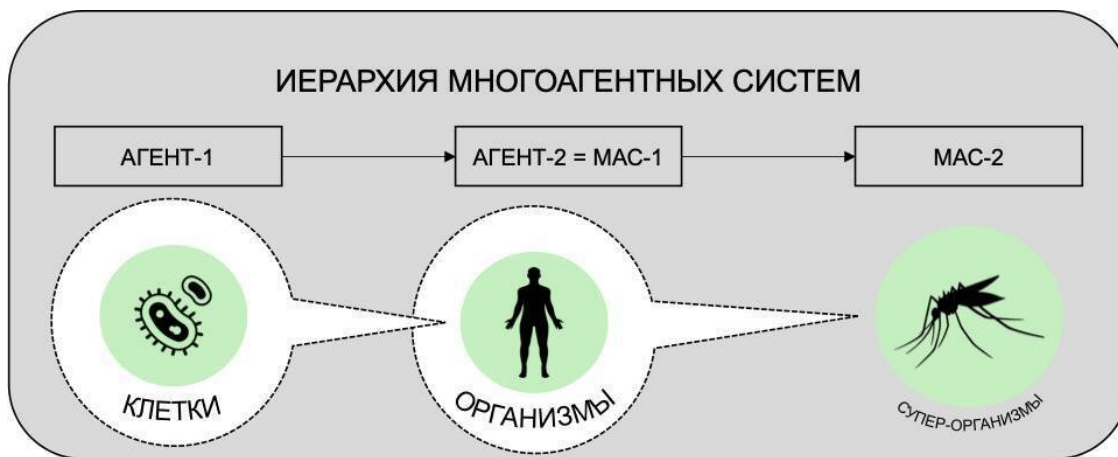 ИЕРАРХИЯ МНОГОАГЕНТНЫХ СИСТЕМ
АГЕНТ-1
АГЕНТ-2 = МАС-1
МАС-2
КЛЕТКИ
ОРГАНИЗМЫ
СУПЕР-ОРГАНИЗМЫ